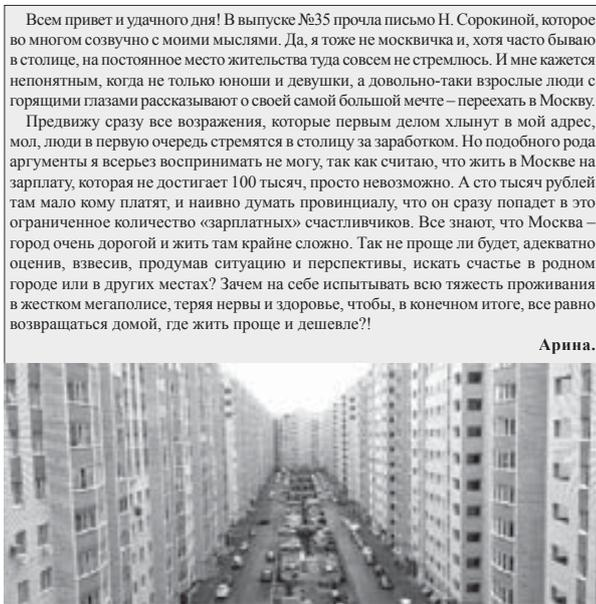 Всем привет и удачного дня! В выпуске №35 прочла письмо Н. Сорокиной, которое
во многом созвучно с моими мыслями. Да, я тоже не москвичка и, хотя часто бываю
в столице, на постоянное место жительства туда совсем не стремлюсь. И мне кажется
непонятным, когда не только юноши и девушки, а довольно-таки взрослые люди с
горящими глазами рассказывают о своей самой большой мечте – переехать в Москву.
Предвижу сразу все возражения, которые первым делом хлынут в мой адрес,
мол, люди в первую очередь стремятся в столицу за заработком. Но подобного рода
аргументы я всерьез воспринимать не могу, так как считаю, что жить в Москве на
зарплату, которая не достигает 100 тысяч, просто невозможно. А сто тысяч рублей
там мало кому платят, и наивно думать провинциалу, что он сразу попадет в это
ограниченное количество «зарплатных» счастливчиков. Все знают, что Москва –
город очень дорогой и жить там крайне сложно. Так не проще ли будет, адекватно
оценив, взвесив, продумав ситуацию и перспективы, искать счастье в родном
городе или в других местах? Зачем на себе испытывать всю тяжесть проживания
в жестком мегаполисе, теряя нервы и здоровье, чтобы, в конечном итоге, все равно
возвращаться домой, где жить проще и дешевле?!
Арина.